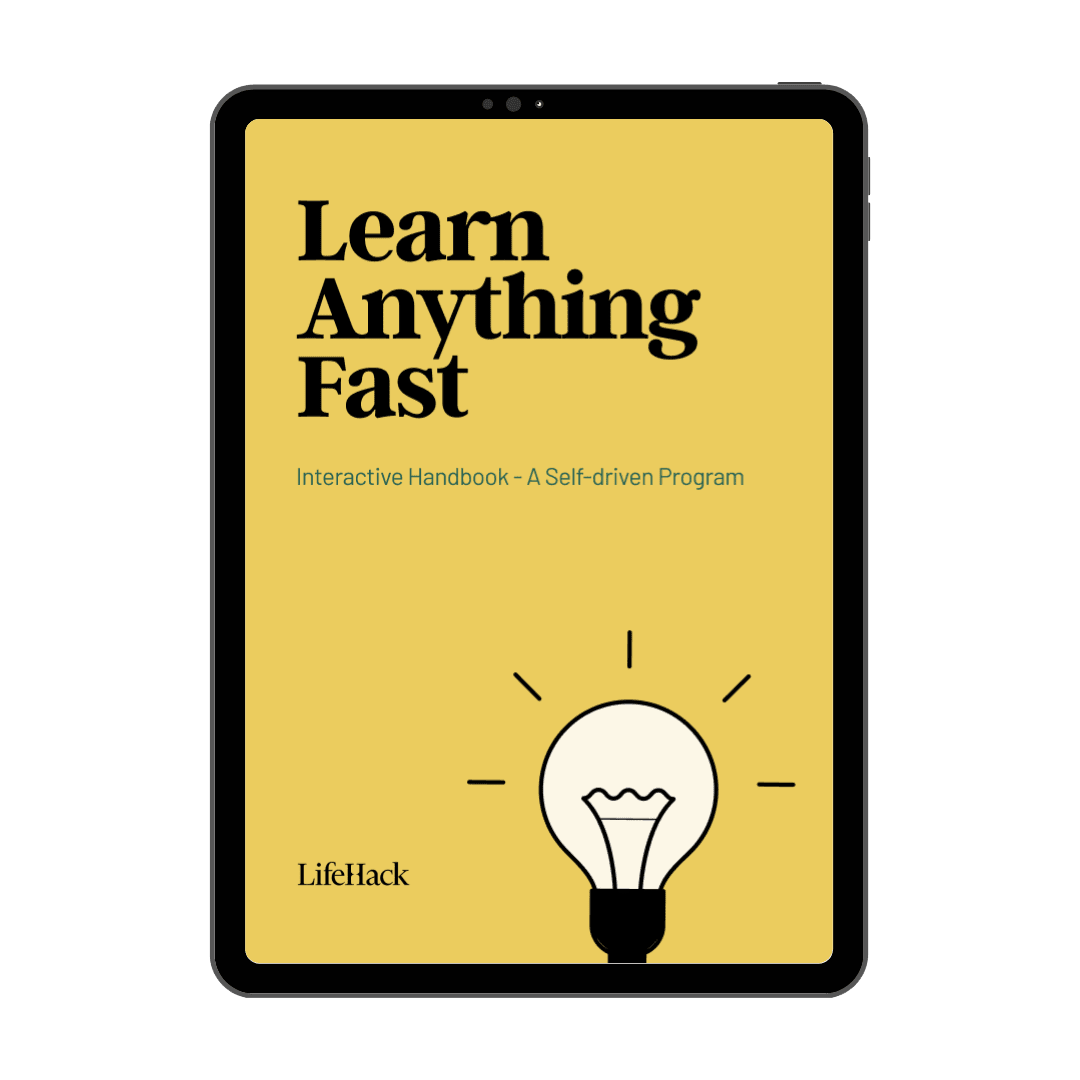 Learn
Anything
Fast
Interactive Handbook - A Self-driven Program
LifeHack